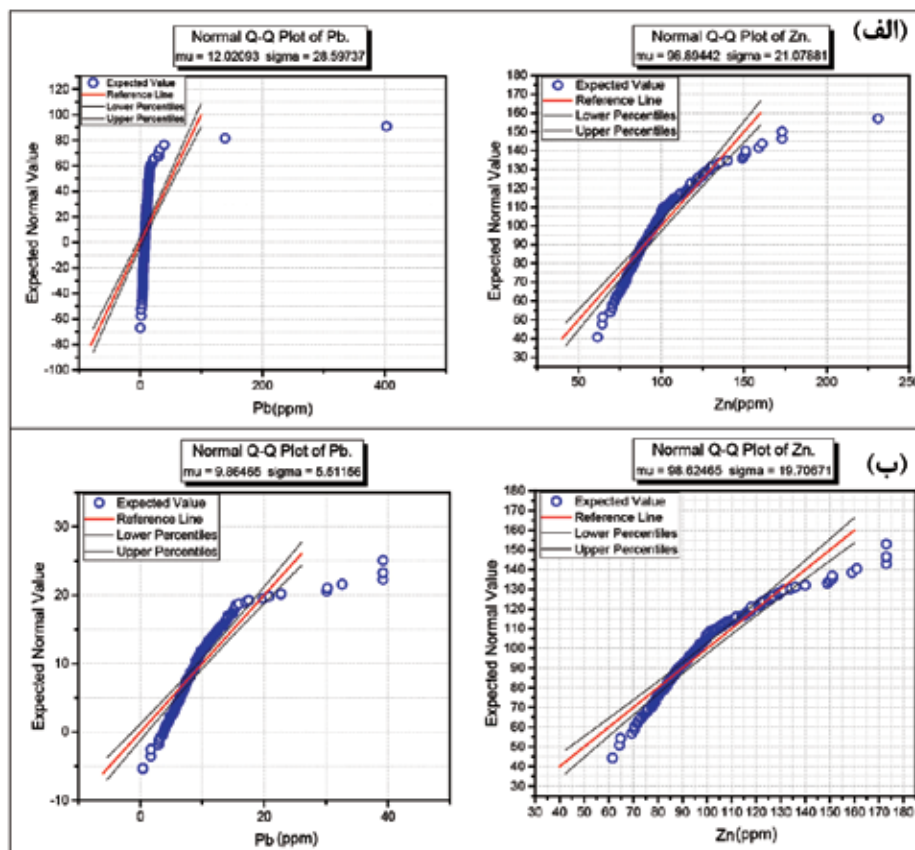 (الف)
Normal Q-Q Plot of Pb.
mu = 12.02093 sigma = 28.59737
Expected Value
Reference Line
Lower Percentiles
Upper Percentiles
Expected Normal Value
120
100
80
60
40
20
0
-20
-40
-60
-80
-100
0 200 400
Pb(ppm)
Normal Q-Q Plot of Zn.
mu = 96.89442 sigma = 21.07881
Expected Value
Reference Line
Lower Percentiles
Upper Percentiles
Expected Normal Value
180
170
160
150
140
130
120
110
100
90
80
70
60
50
40
30
50 100 150 200 250
Zn(ppm)
(ب)
Normal Q-Q Plot of Pb.
mu = 9.86465 sigma = 5.51156
Expected Value
Reference Line
Lower Percentiles
Upper Percentiles
Expected Normal Value
30
20
10
0
-10
0 20 40
Pb (ppm)
Normal Q-Q Plot of Zn.
mu = 98.62465 sigma = 19.70671
Expected Value
Reference Line
Lower Percentiles
Upper Percentiles
Expected Normal Value
180
170
160
150
140
130
120
110
100
90
80
70
60
50
40
30
30 40 50 60 70 80 90 100 110 120 130 140 150 160 170 180
Zn(ppm)